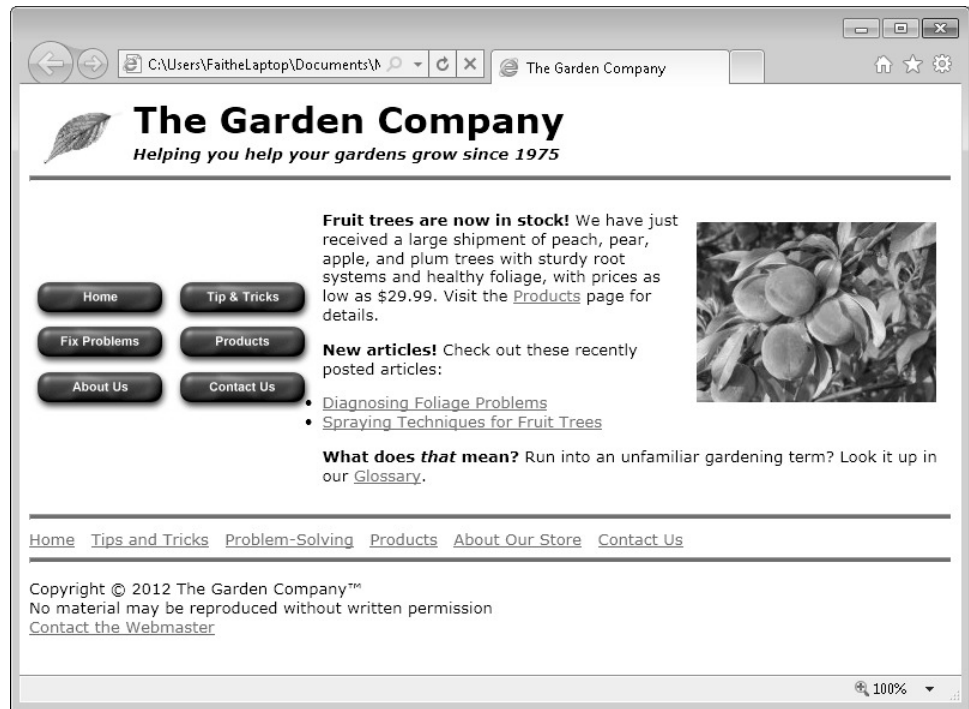 C:\Users\FaitheLaptop\Documents\M
The Garden Company
The Garden Company
Helping you help your gardens grow since 1975
Home
Tip & Tricks
Fix Problems
Products
About Us
Contact Us
Fruit trees are now in stock! We have just
received a large shipment of peach, pear,
apple, and plum trees with sturdy root
systems and healthy foliage, with prices as
low as $29.99. Visit the Products page for
details.
New articles! Check out these recently
posted articles:
• Diagnosing Foliage Problems
• Spraying Techniques for Fruit Trees
What does that mean? Run into an unfamiliar gardening term? Look it up in
our Glossary.
Home Tips and Tricks Problem-Solving Products About Our Store Contact Us
Copyright © 2012 The Garden Company™
No material may be reproduced without written permission
Contact the Webmaster
100%